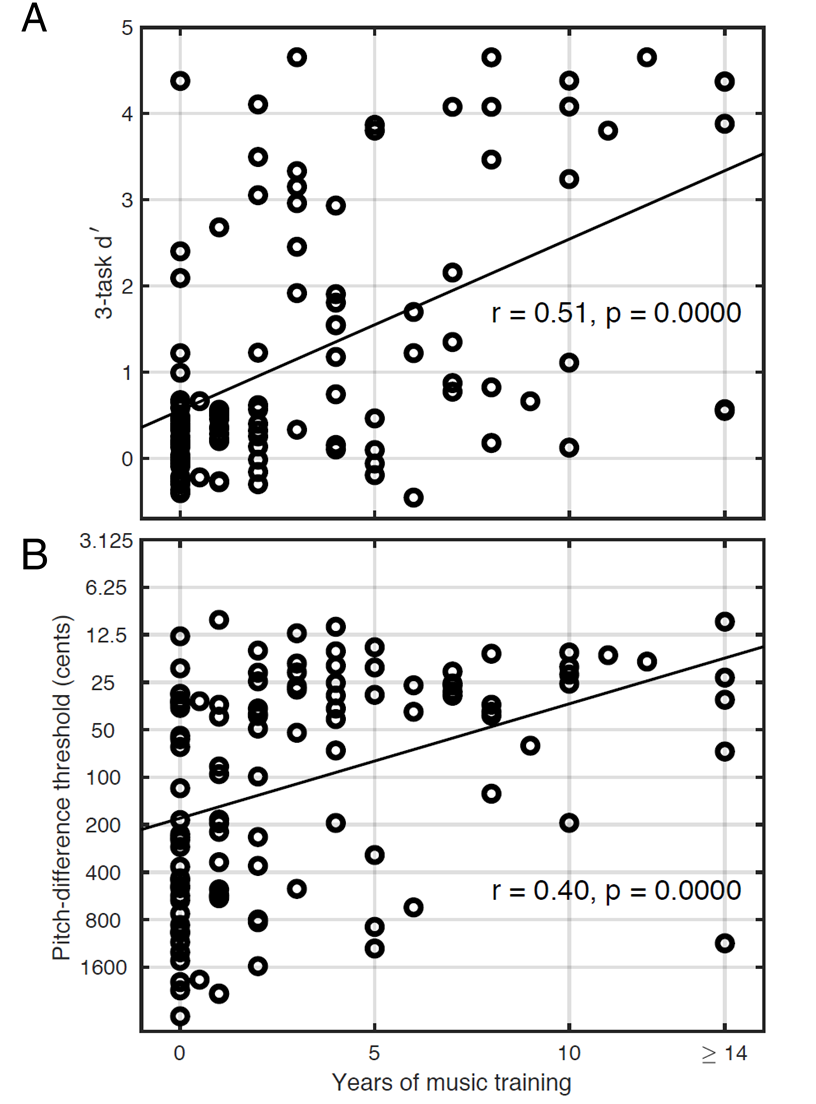 A
5
4
3
2
1
0
3-task d′
r = 0.51, p = 0.0000
B
3.125
6.25
12.5
25
50
100
200
400
800
1600
Pitch-difference threshold (cents)
r = 0.40, p = 0.0000
0 5 10 ≥ 14
Years of music training